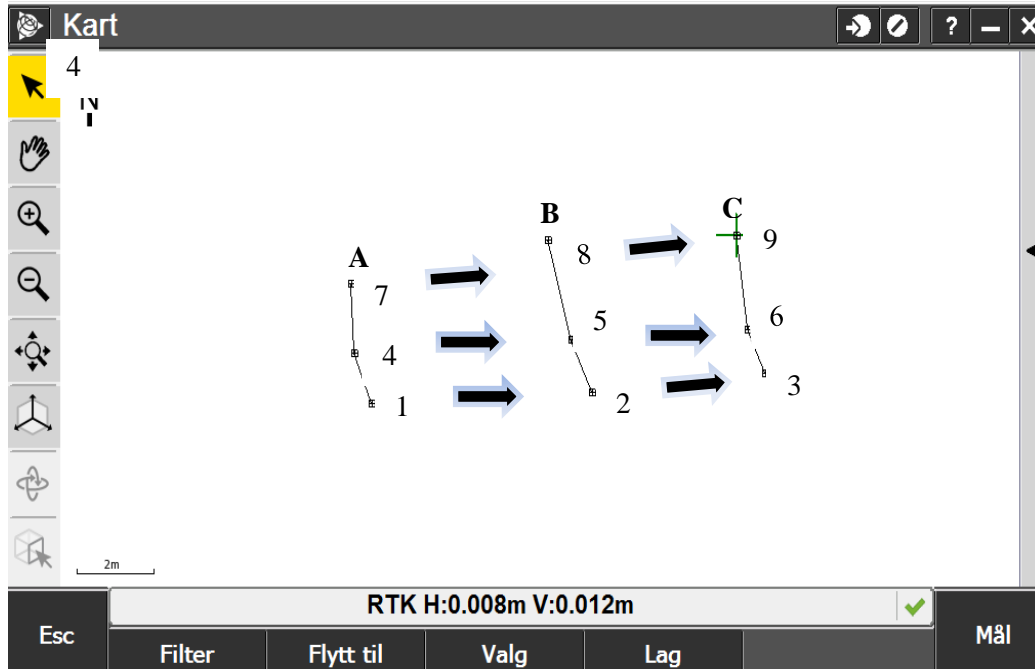 Kart
?
4
N
B
C
8
9
A
7
5
6
4
3
1
2
2m
RTK H:0.008m V:0.012m
Esc
Mål
Filter
Flytt til
Valg
Lag